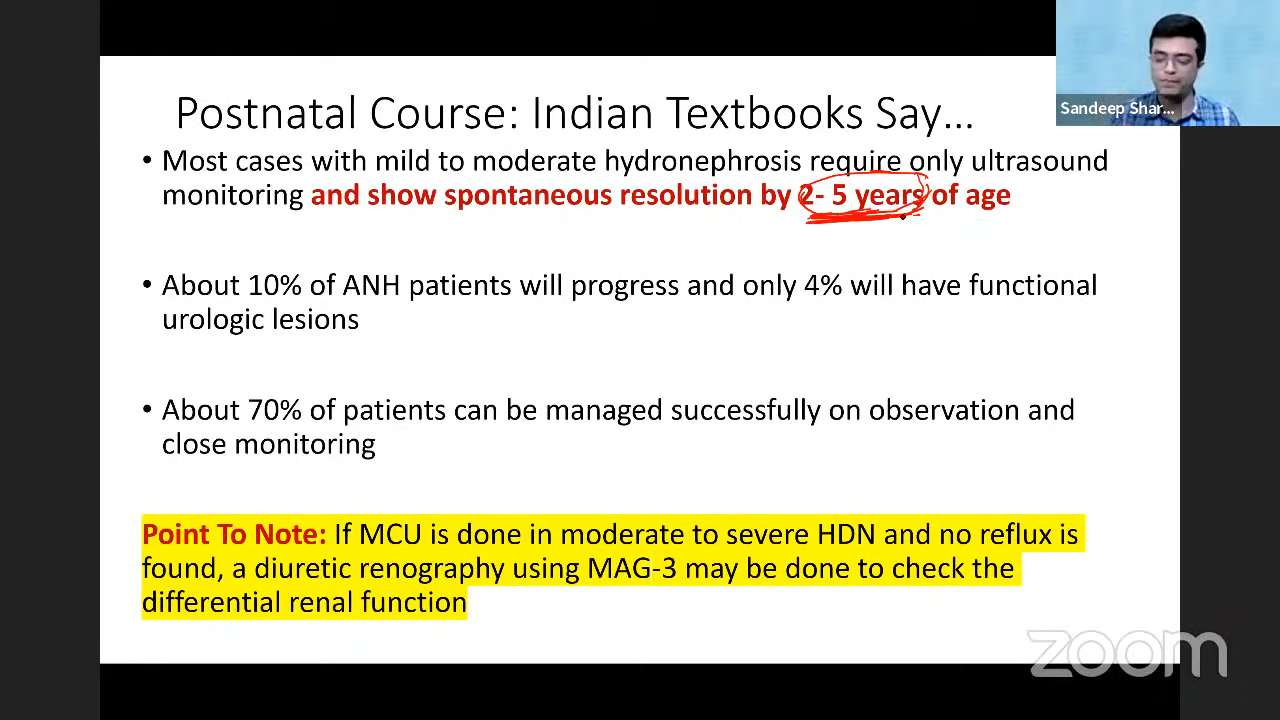 Postnatal Course: Indian Textbooks Say...
Sandeep Shar...
• Most cases with mild to moderate hydronephrosis require only ultrasound
monitoring and show spontaneous resolution by 2- 5 years of age
• About 10% of ANH patients will progress and only 4% will have functional
urologic lesions
• About 70% of patients can be managed successfully on observation and
close monitoring
Point To Note: If MCU is done in moderate to severe HDN and no reflux is
found, a diuretic renography using MAG-3 may be done to check the
differential renal function
zoom